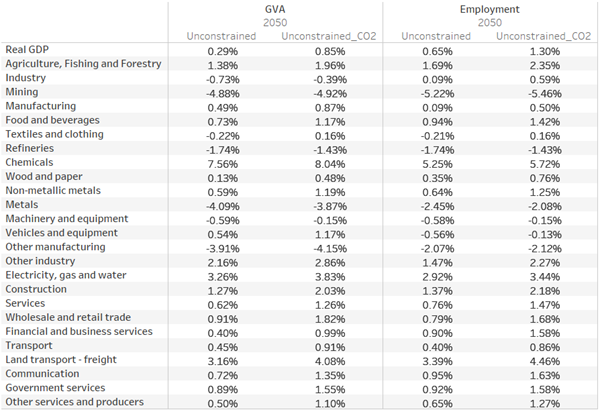 GVA Employment
2050 2050
Unconstrained Unconstrained_CO2 Unconstrained Unconstrained_CO2
Real GDP 0.29% 0.85% 0.65% 1.30%
Agriculture, Fishing and Forestry 1.38% 1.96% 1.69% 2.35%
Industry -0.73% -0.39% 0.09% 0.59%
Mining -4.88% -4.92% -5.22% -5.46%
Manufacturing 0.49% 0.87% 0.09% 0.50%
Food and beverages 0.73% 1.17% 0.94% 1.42%
Textiles and clothing -0.22% 0.16% -0.21% 0.16%
Refineries -1.74% -1.43% -1.74% -1.43%
Chemicals 7.56% 8.04% 5.25% 5.72%
Wood and paper 0.13% 0.48% 0.35% 0.76%
Non-metallic metals 0.59% 1.19% 0.64% 1.25%
Metals -4.09% -3.87% -2.45% -2.08%
Machinery and equipment -0.59% -0.15% -0.58% -0.15%
Vehicles and equipment 0.54% 1.17% -0.56% -0.13%
Other manufacturing -3.91% -4.15% -2.07% -2.12%
Other industry 2.16% 2.86% 1.47% 2.27%
Electricity, gas and water 3.26% 3.83% 2.92% 3.44%
Construction 1.27% 2.03% 1.37% 2.18%
Services 0.62% 1.26% 0.76% 1.47%
Wholesale and retail trade 0.91% 1.82% 0.79% 1.68%
Financial and business services 0.40% 0.99% 0.90% 1.58%
Transport 0.45% 0.91% 0.40% 0.86%
Land transport - freight 3.16% 4.08% 3.39% 4.46%
Communication 0.72% 1.35% 0.95% 1.63%
Government services 0.89% 1.55% 0.92% 1.58%
Other services and producers 0.50% 1.10% 0.65% 1.27%